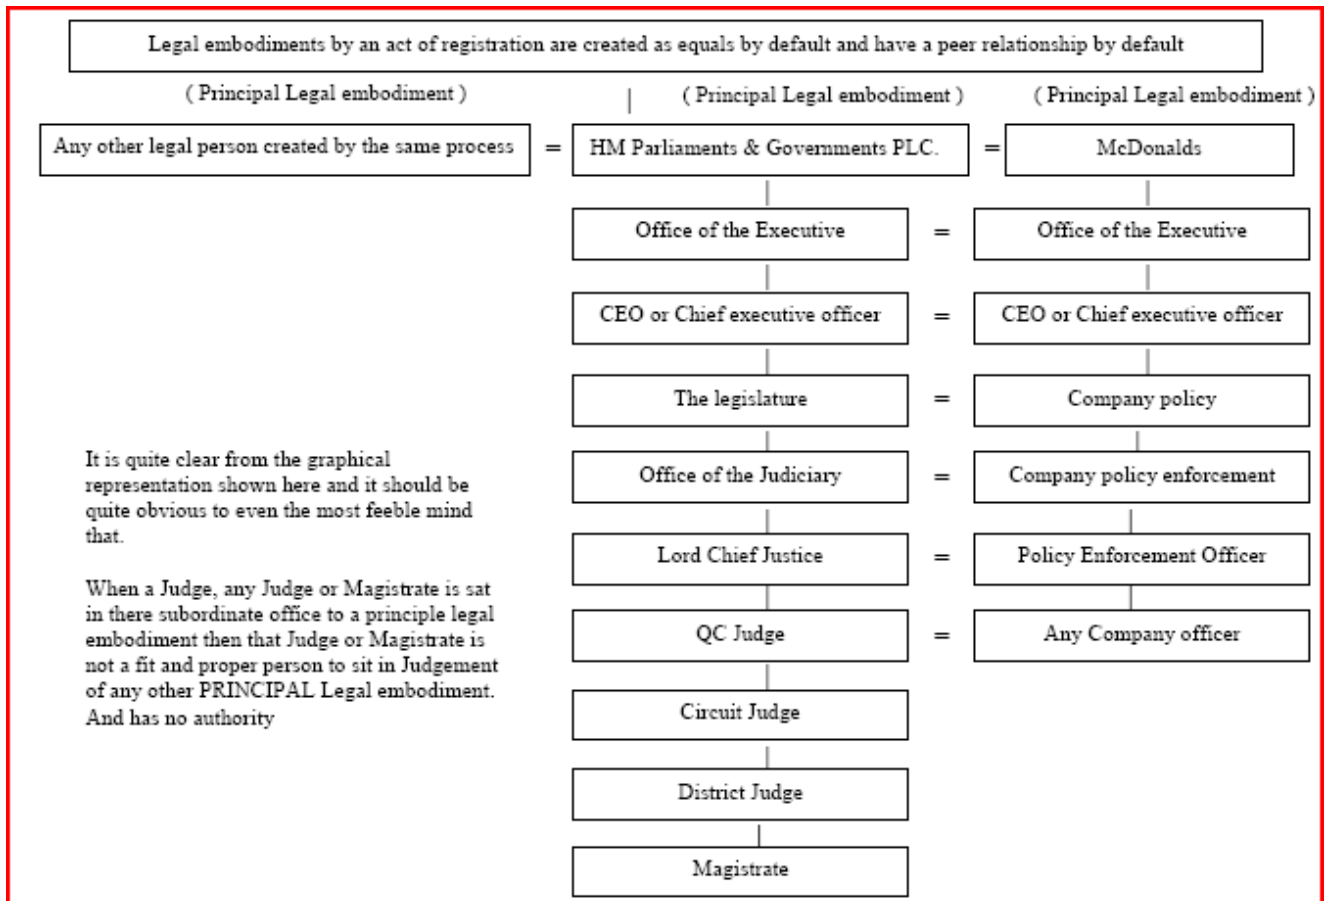 Legal embodiments by an act of registration are created as equals by default and have a peer relationship by default
( Principal Legal embodiment )
( Principal Legal embodiment )
( Principal Legal embodiment )
Any other legal person created by the same process
=
HM Parliaments & Governments PLC.
=
McDonalds
Office of the Executive
=
Office of the Executive
CEO or Chief executive officer
=
CEO or Chief executive officer
The legislature
=
Company policy
Office of the Judiciary
=
Company policy enforcement
Lord Chief Justice
=
Policy Enforcement Officer
QC Judge
=
Any Company officer
Circuit Judge
District Judge
Magistrate
It is quite clear from the graphical
representation shown here and it should be
quite obvious to even the most feeble mind
that.
When a Judge, any Judge or Magistrate is sat
in there subordinate office to a principle legal
embodiment then that Judge or Magistrate is
not a fit and proper person to sit in Judgement
of any other PRINCIPAL Legal embodiment.
And has no authority